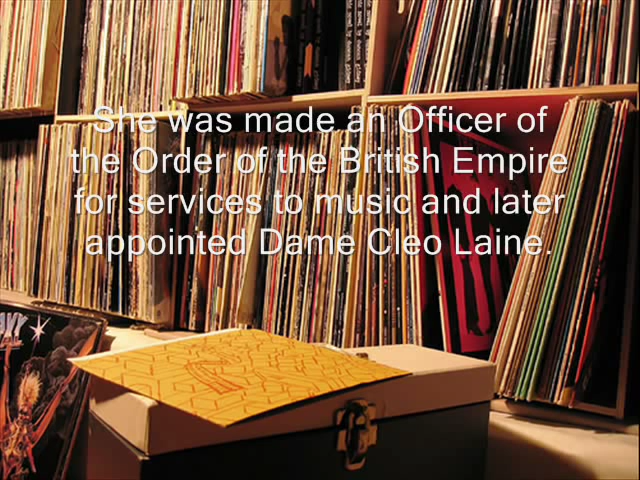 She was made an Officer of
the Order of the British Empire
for services to music and later
appointed Dame Cleo Laine.